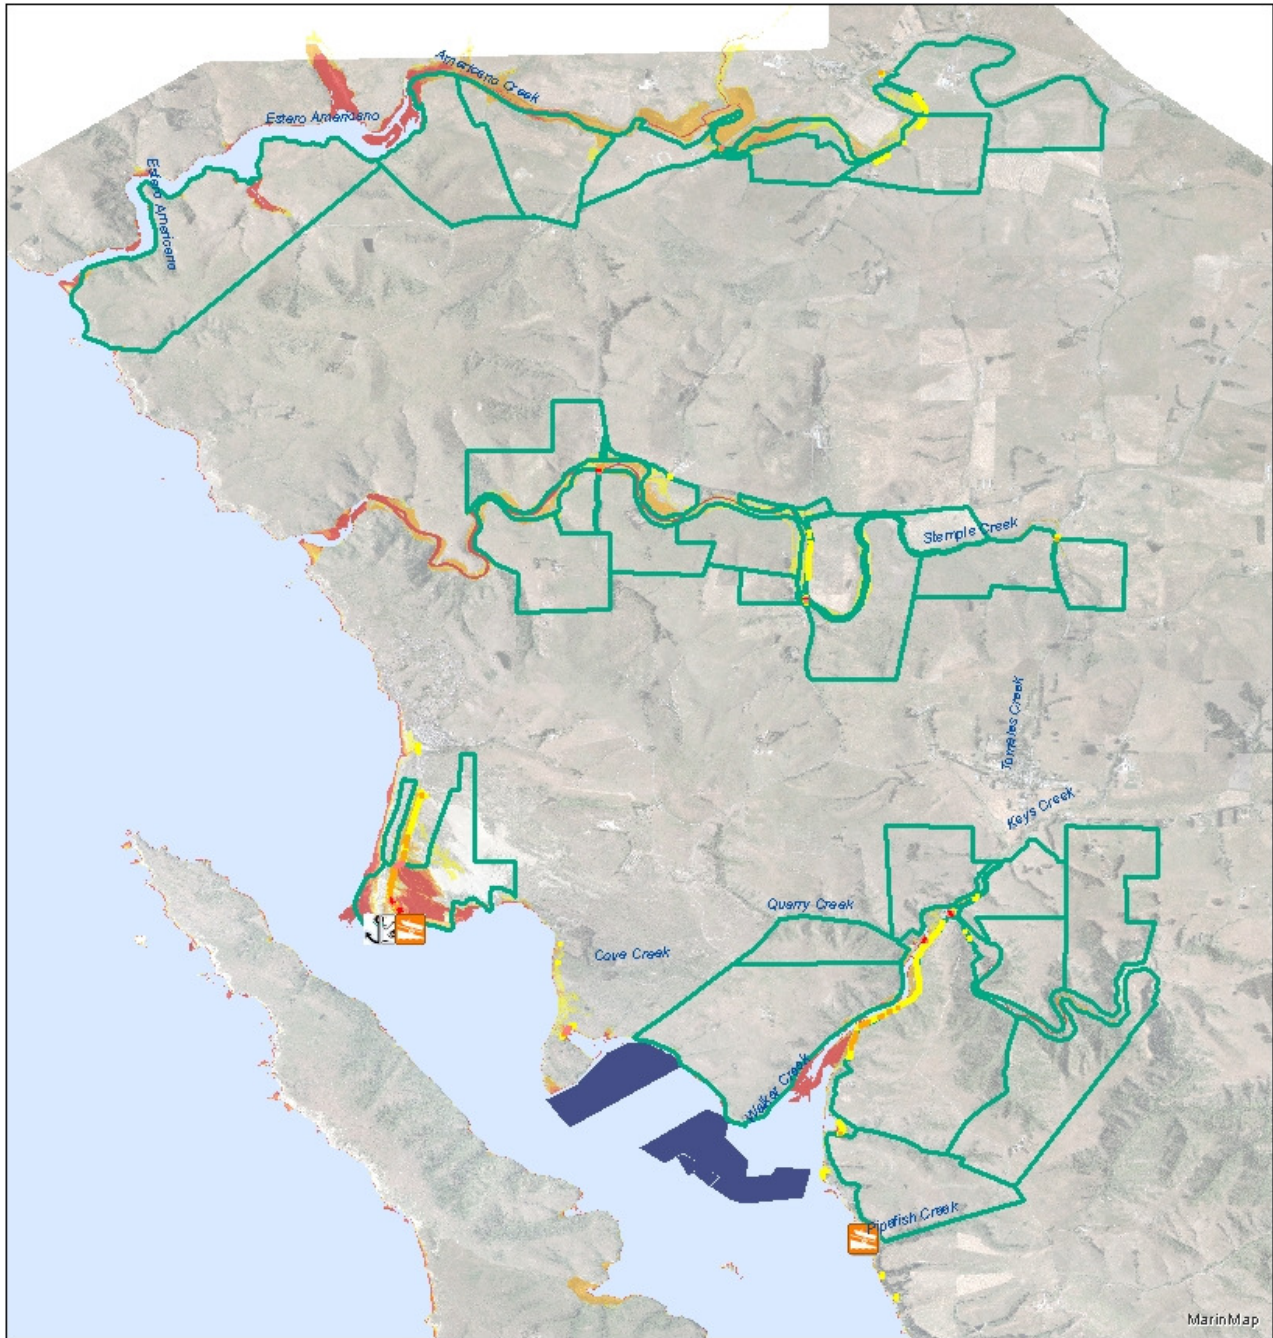 Americano Creek
Estero Americano
Estero Americano
Stemple Creek
Tomales Creek
Keys Creek
Quarry Creek
Cove Creek
Walker Creek
Pipefish Creek
MarinMap